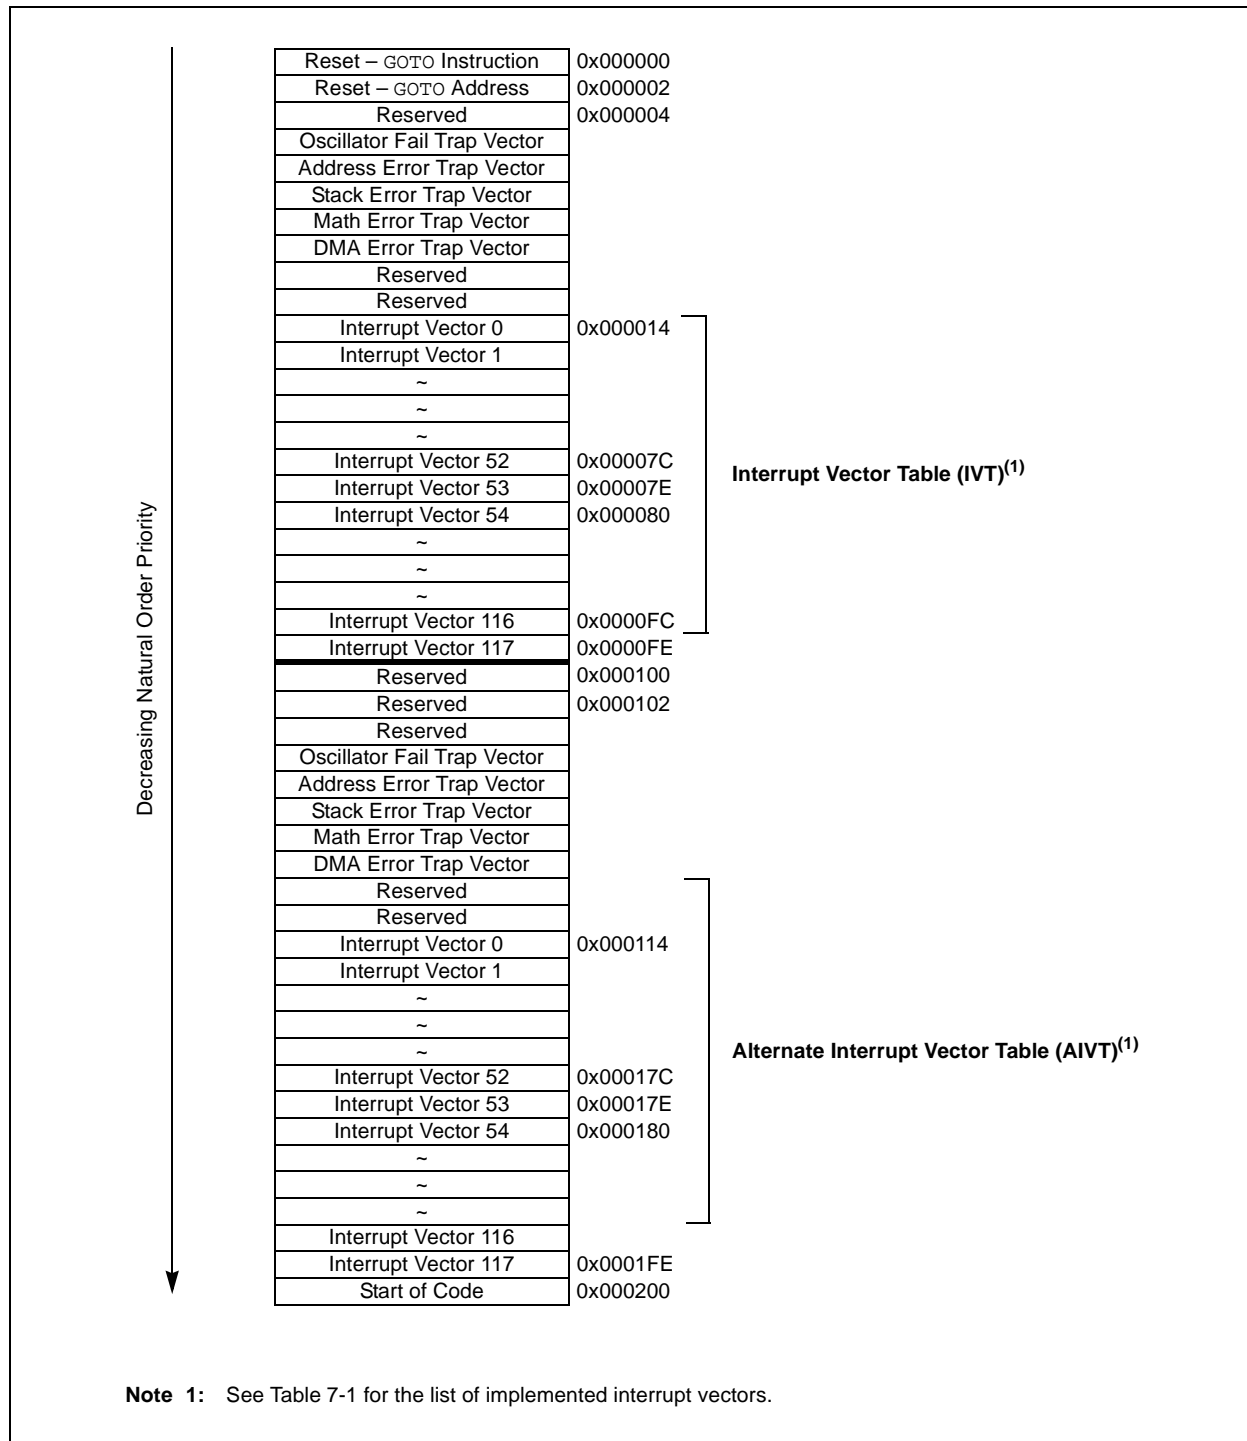 Reset – GOTO Instruction 0x000000
Reset – GOTO Address 0x000002
Reserved 0x000004
Oscillator Fail Trap Vector
Address Error Trap Vector
Stack Error Trap Vector
Math Error Trap Vector
DMA Error Trap Vector
Reserved
Reserved
Interrupt Vector 0 0x000014
Interrupt Vector 1
~
~
~
Interrupt Vector 52 0x00007C
Interrupt Vector Table (IVT)(1)
Interrupt Vector 53 0x00007E
Interrupt Vector 54 0x000080
~
~
~
Interrupt Vector 116 0x0000FC
Interrupt Vector 117 0x0000FE
Decreasing Natural Order Priority
Reserved 0x000100
Reserved 0x000102
Reserved
Oscillator Fail Trap Vector
Address Error Trap Vector
Stack Error Trap Vector
Math Error Trap Vector
DMA Error Trap Vector
Reserved
Reserved
Interrupt Vector 0 0x000114
Interrupt Vector 1
~
~
~
Alternate Interrupt Vector Table (AIVT)(1)
Interrupt Vector 52 0x00017C
Interrupt Vector 53 0x00017E
Interrupt Vector 54 0x000180
~
~
~
Interrupt Vector 116
Interrupt Vector 117 0x0001FE
Start of Code 0x000200
Note 1: See Table 7-1 for the list of implemented interrupt vectors.